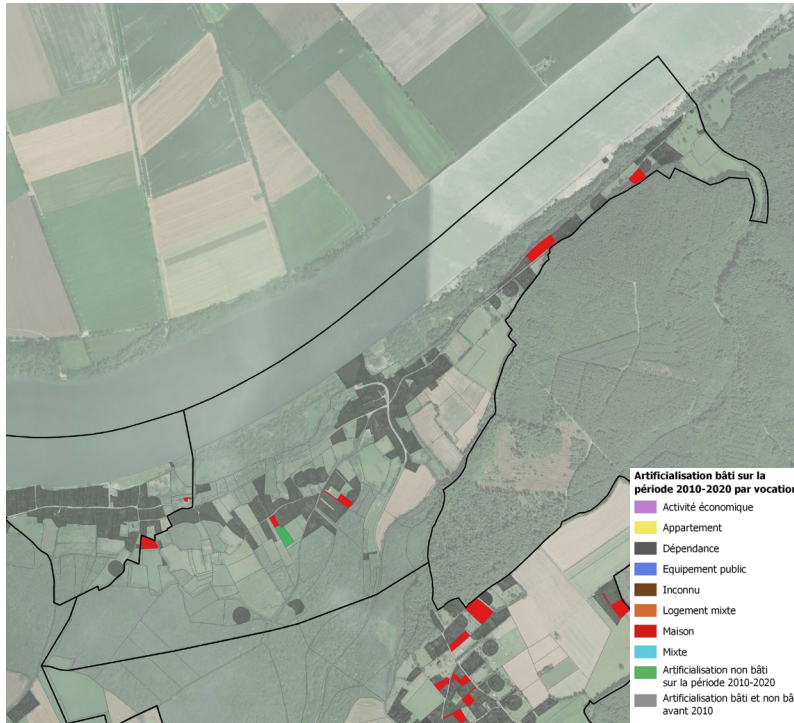 Artificialisation bâti sur la
période 2010-2020 par vocation
Activité économique
Appartement
Dépendance
Equipement public
Inconnu
Logement mixte
Maison
Mixte
Artificialisation non bâti
sur la période 2010-2020
Artificialisation bâti et non bâ
avant 2010